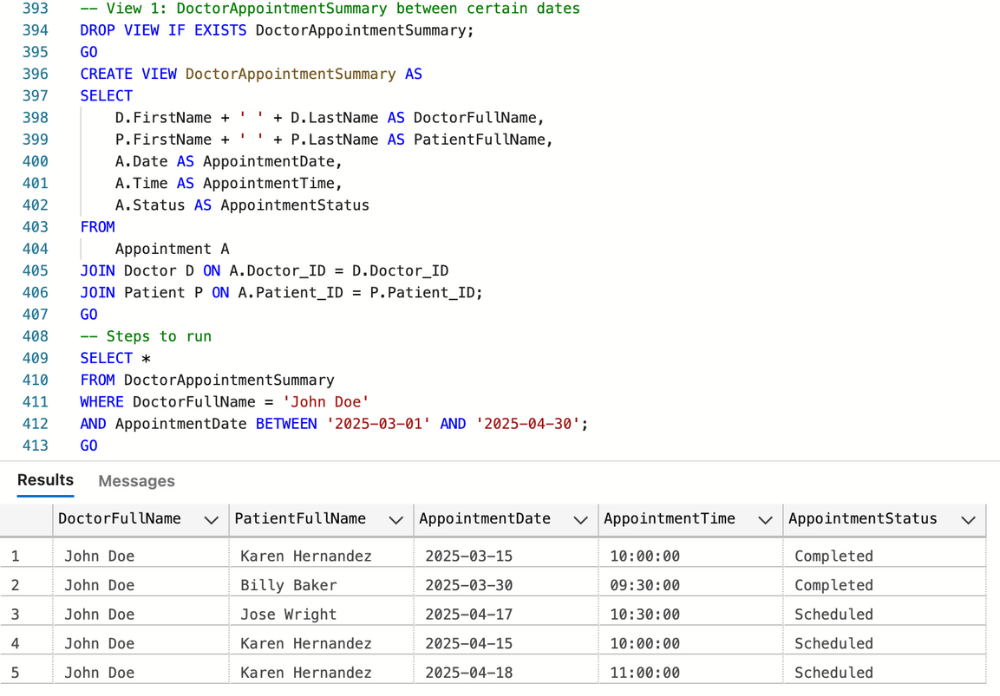 393 -- View 1: DoctorAppointmentSummary between certain dates
394 DROP VIEW IF EXISTS DoctorAppointmentSummary;
395 GO
396 CREATE VIEW DoctorAppointmentSummary AS
397 SELECT
398 D.FirstName + ' ' + D.LastName AS DoctorFullName,
399 P.FirstName + ' ' + P.LastName AS PatientFullName,
400 A.Date AS AppointmentDate,
401 A.Time AS AppointmentTime,
402 A.Status AS AppointmentStatus
403 FROM
404 Appointment A
405 JOIN Doctor D ON A.Doctor_ID = D.Doctor_ID
406 JOIN Patient P ON A.Patient_ID = P.Patient_ID;
407 GO
408 -- Steps to run
409 SELECT *
410 FROM DoctorAppointmentSummary
411 WHERE DoctorFullName = 'John Doe'
412 AND AppointmentDate BETWEEN '2025-03-01' AND '2025-04-30';
413 GO
Results Messages
DoctorFullName PatientFullName AppointmentDate AppointmentTime AppointmentStatus
1 John Doe Karen Hernandez 2025-03-15 10:00:00 Completed
2 John Doe Billy Baker 2025-03-30 09:30:00 Completed
3 John Doe Jose Wright 2025-04-17 10:30:00 Scheduled
4 John Doe Karen Hernandez 2025-04-15 10:00:00 Scheduled
5 John Doe Karen Hernandez 2025-04-18 11:00:00 Scheduled